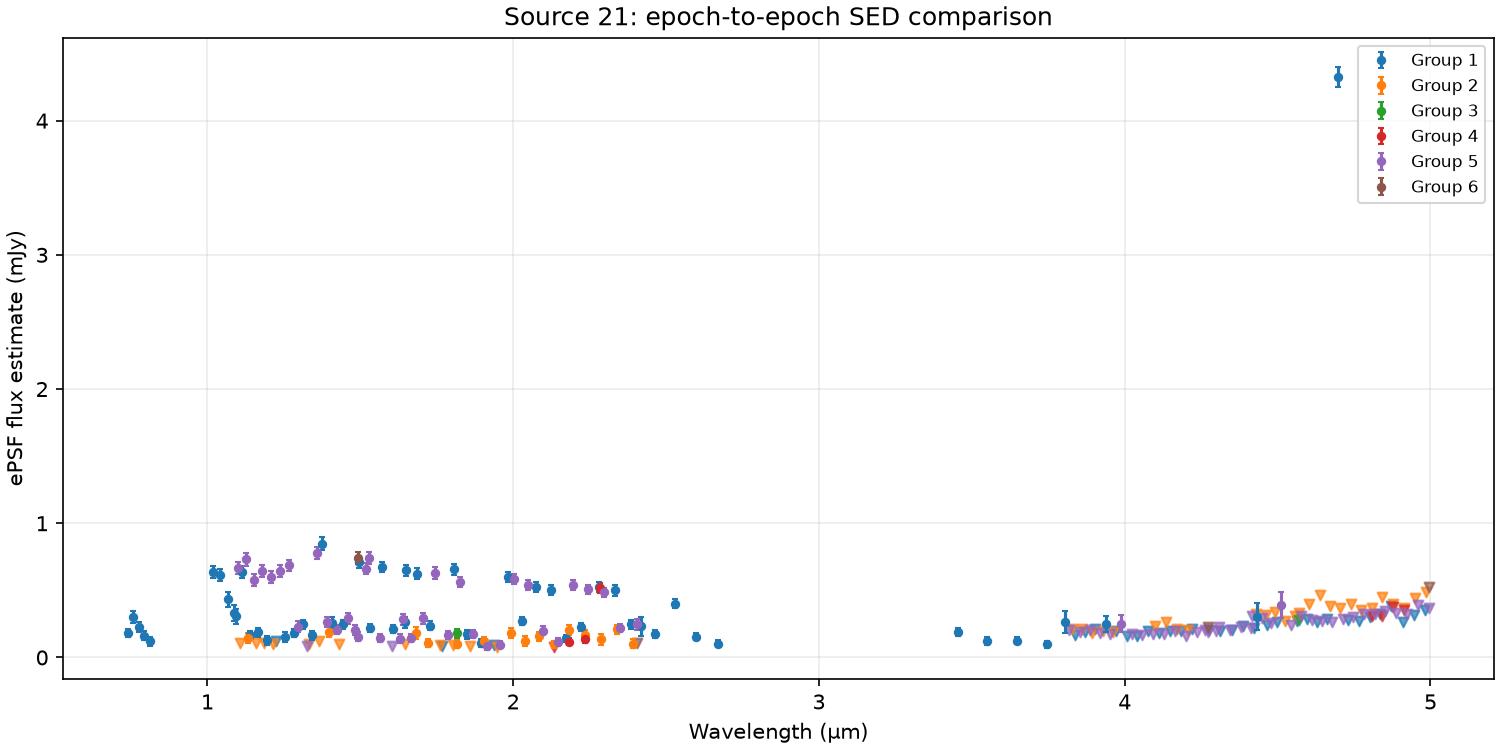 Source 21: epoch-to-epoch SED comparison
Group 1
Group 2
Group 3
Group 4
Group 5
Group 6
ePSF flux estimate (mJy)
4
3
2
1
0
1 2 3 4 5
Wavelength (μm)